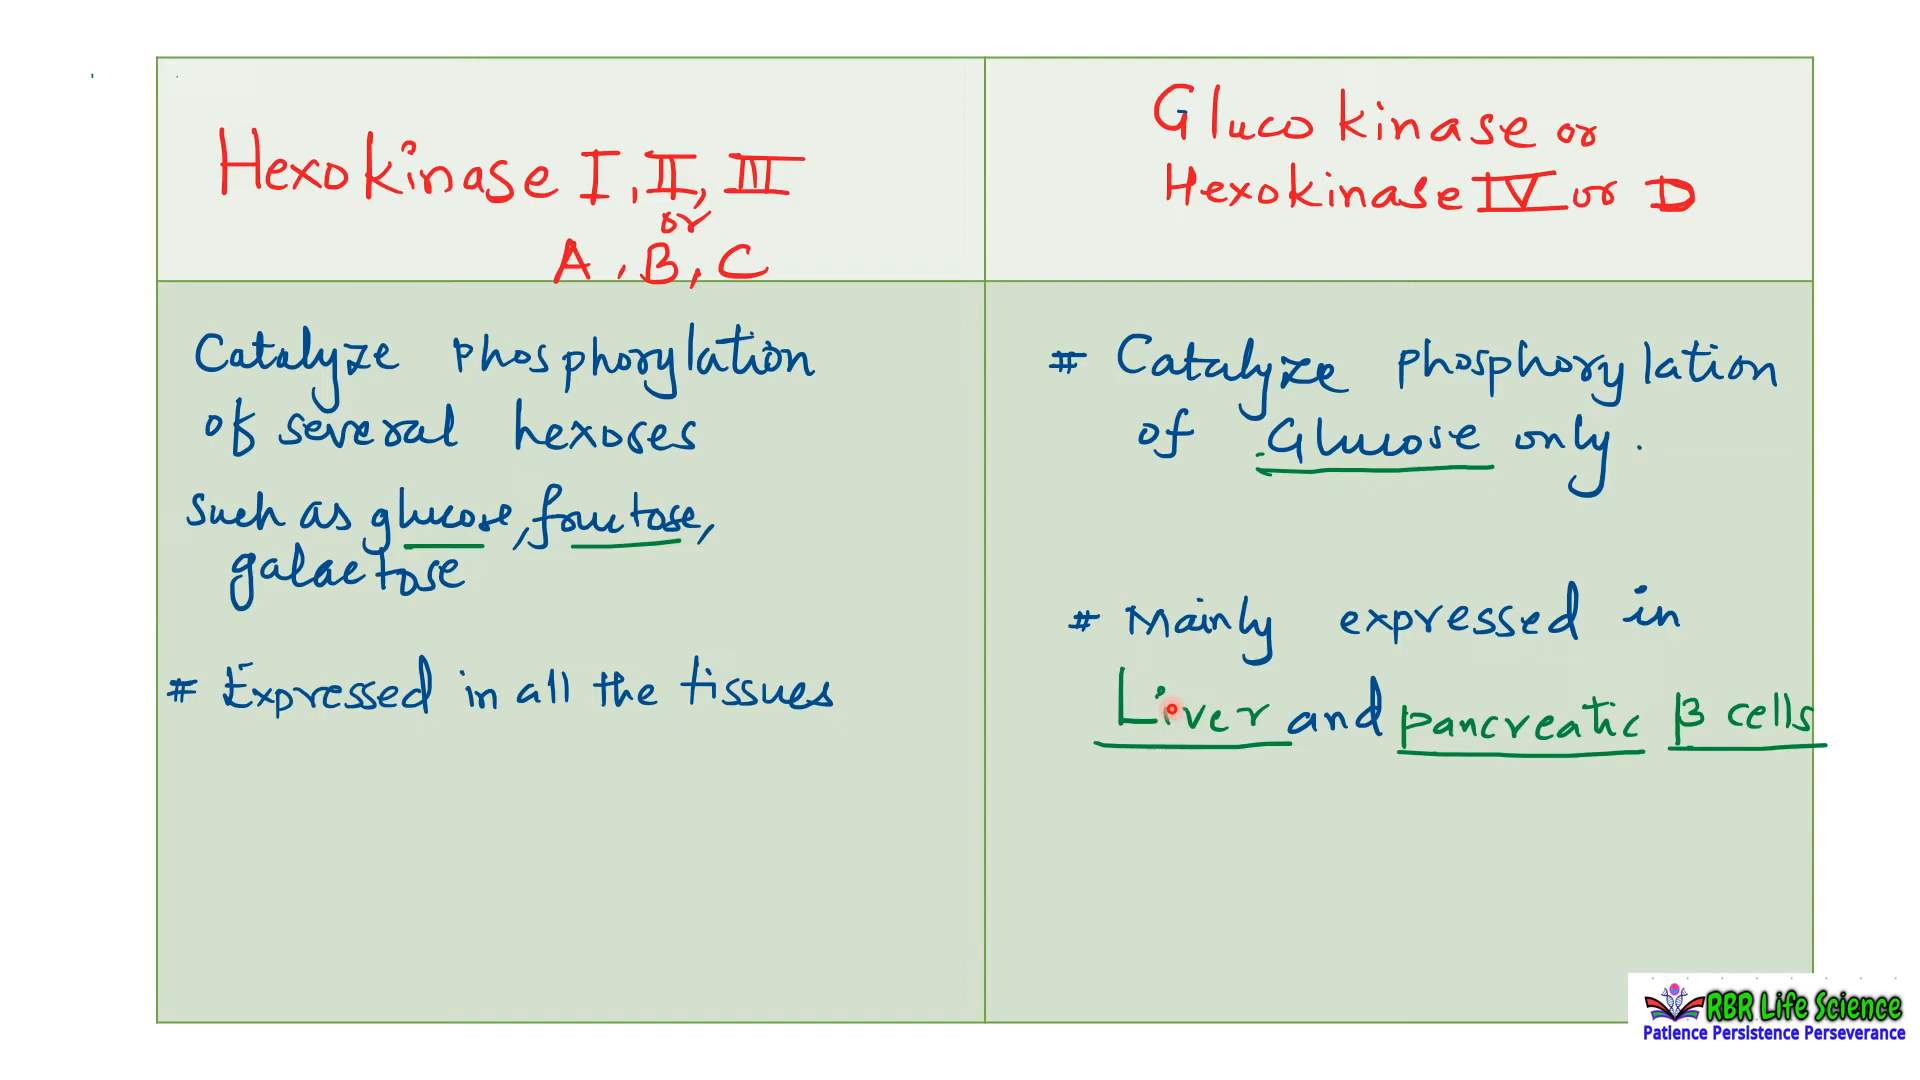 Hexokinase I, II, III
or
A, B, C
Catalyze phosphorylation
of several hexoses
such as glucose, fructose,
galactose
# Expressed in all the tissues
Glucokinase or
Hexokinase IV or D
# Catalyze phosphorylation
of Glucose only.
# Mainly expressed in
Liver and pancreatic β cells
RBR Life Science
Patience Persistence Perseverance